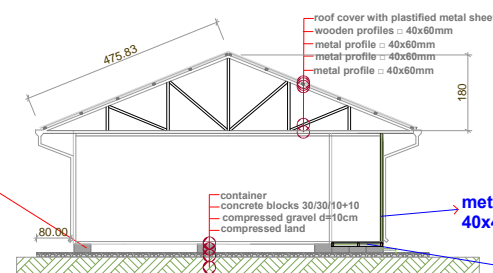 roof cover with plastified metal shee
wooden profiles □ 40x60mm
metal profile □ 40x60mm
metal profile □ 40x60mm
metal profile □ 40x60mm
475.83
180
container
concrete blocks 30/30/10+10
compressed gravel d=10cm
compressed land
80.00
met
40x4